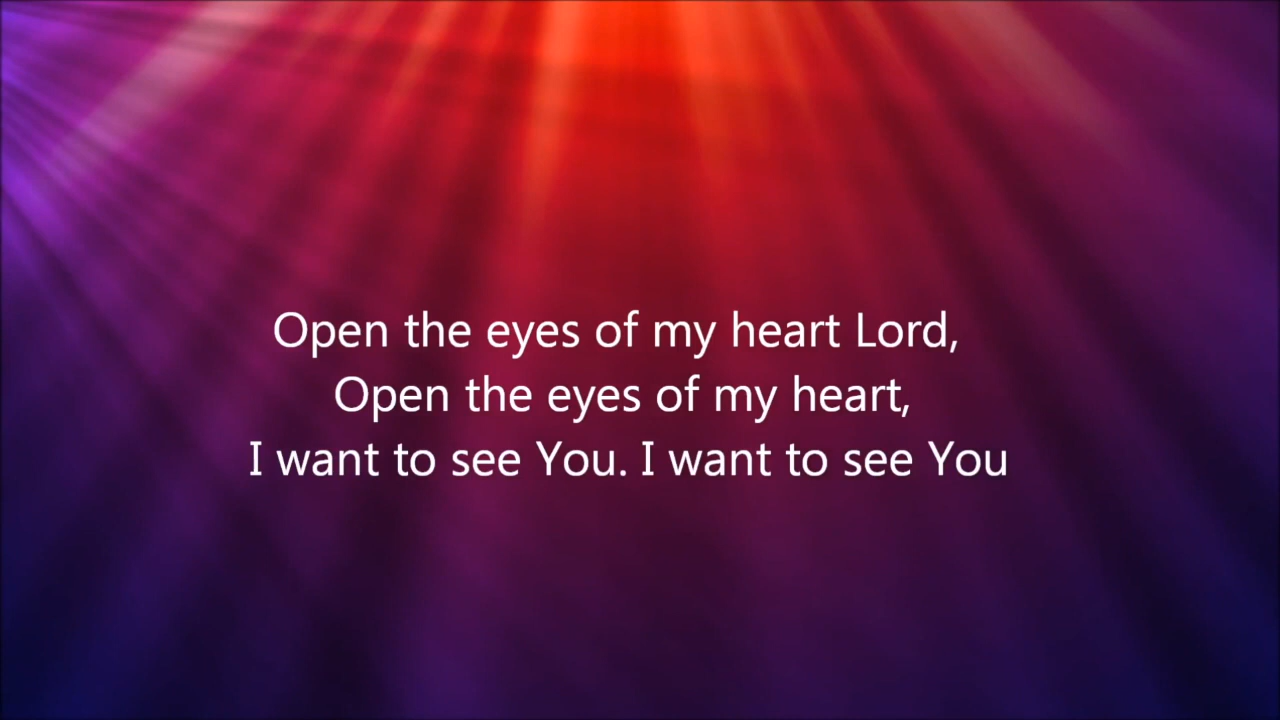 Open the eyes of my heart Lord,
Open the eyes of my heart,
I want to see You. I want to see You